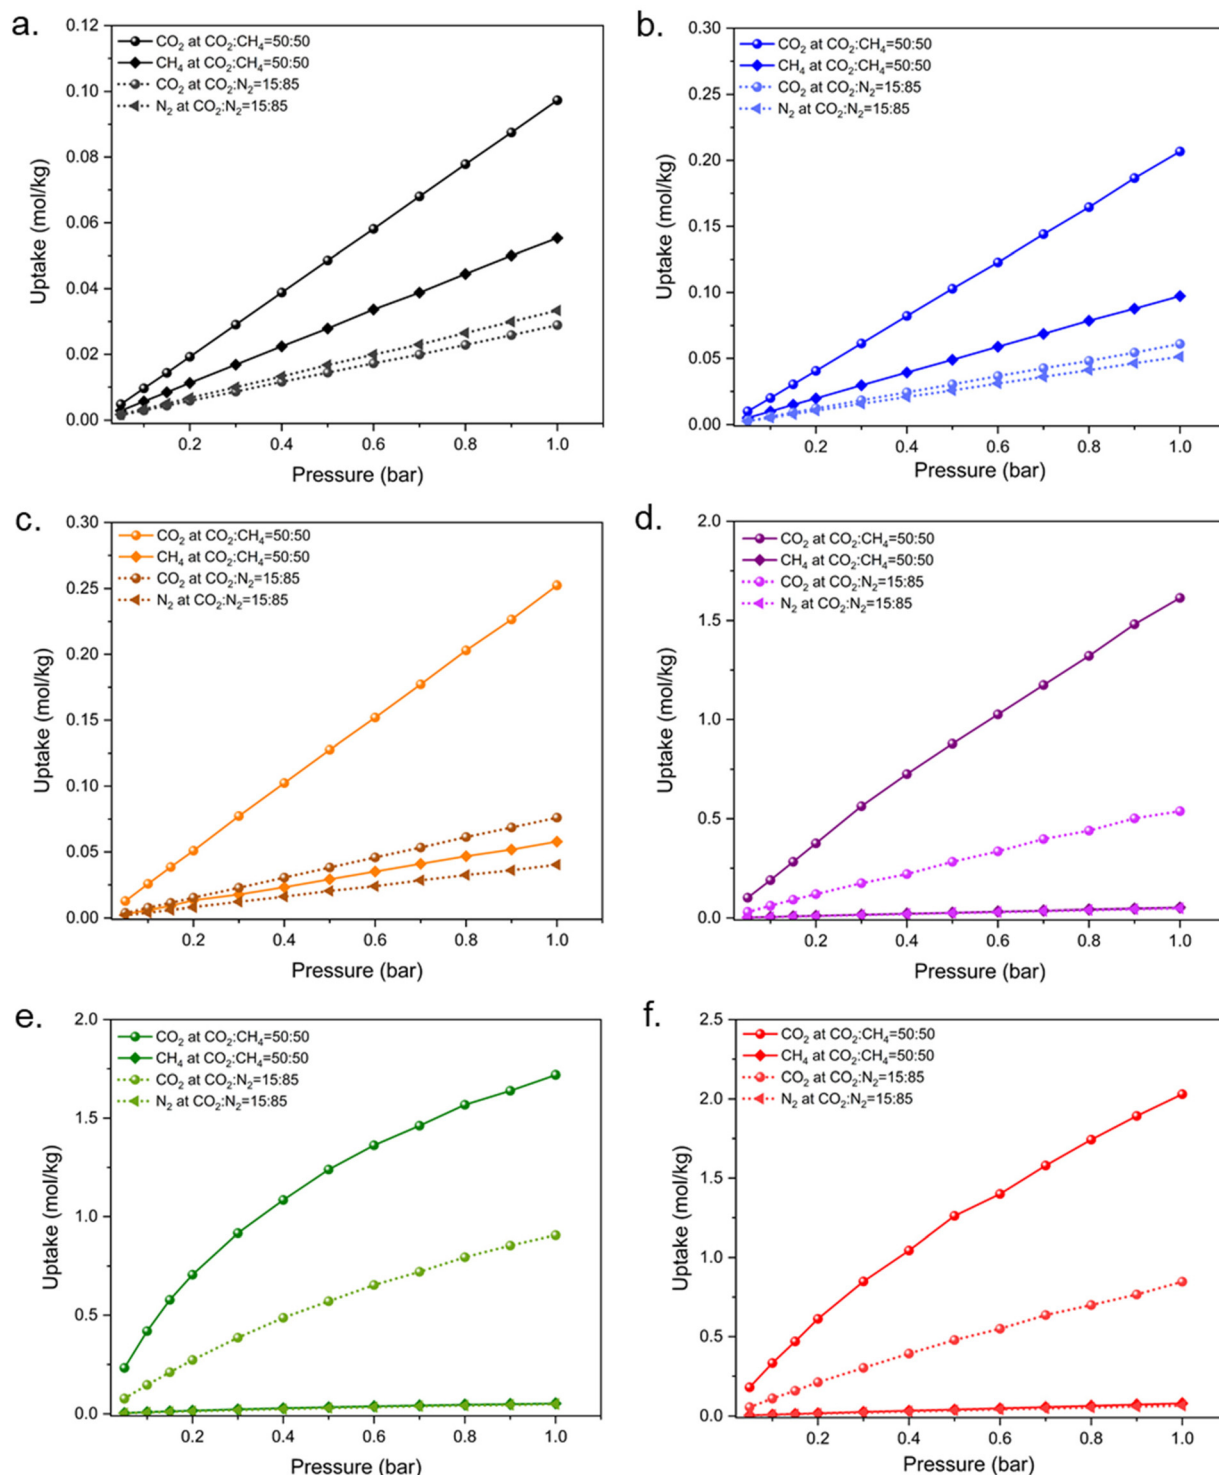 a.
CO₂ at CO₂:CH₄=50:50
CH₄ at CO₂:CH₄=50:50
CO₂ at CO₂:N₂=15:85
N₂ at CO₂:N₂=15:85
Uptake (mol/kg)
0.12
0.10
0.08
0.06
0.04
0.02
0.00
0.2 0.4 0.6 0.8 1.0
Pressure (bar)
b.
CO₂ at CO₂:CH₄=50:50
CH₄ at CO₂:CH₄=50:50
CO₂ at CO₂:N₂=15:85
N₂ at CO₂:N₂=15:85
Uptake (mol/kg)
0.30
0.25
0.20
0.15
0.10
0.05
0.00
0.2 0.4 0.6 0.8 1.0
Pressure (bar)
c.
CO₂ at CO₂:CH₄=50:50
CH₄ at CO₂:CH₄=50:50
CO₂ at CO₂:N₂=15:85
N₂ at CO₂:N₂=15:85
Uptake (mol/kg)
0.30
0.25
0.20
0.15
0.10
0.05
0.00
0.2 0.4 0.6 0.8 1.0
Pressure (bar)
d.
CO₂ at CO₂:CH₄=50:50
CH₄ at CO₂:CH₄=50:50
CO₂ at CO₂:N₂=15:85
N₂ at CO₂:N₂=15:85
Uptake (mol/kg)
2.0
1.5
1.0
0.5
0.0
0.2 0.4 0.6 0.8 1.0
Pressure (bar)
e.
CO₂ at CO₂:CH₄=50:50
CH₄ at CO₂:CH₄=50:50
CO₂ at CO₂:N₂=15:85
N₂ at CO₂:N₂=15:85
Uptake (mol/kg)
2.0
1.5
1.0
0.5
0.0
0.2 0.4 0.6 0.8 1.0
Pressure (bar)
f.
CO₂ at CO₂:CH₄=50:50
CH₄ at CO₂:CH₄=50:50
CO₂ at CO₂:N₂=15:85
N₂ at CO₂:N₂=15:85
Uptake (mol/kg)
2.5
2.0
1.5
1.0
0.5
0.0
0.2 0.4 0.6 0.8 1.0
Pressure (bar)